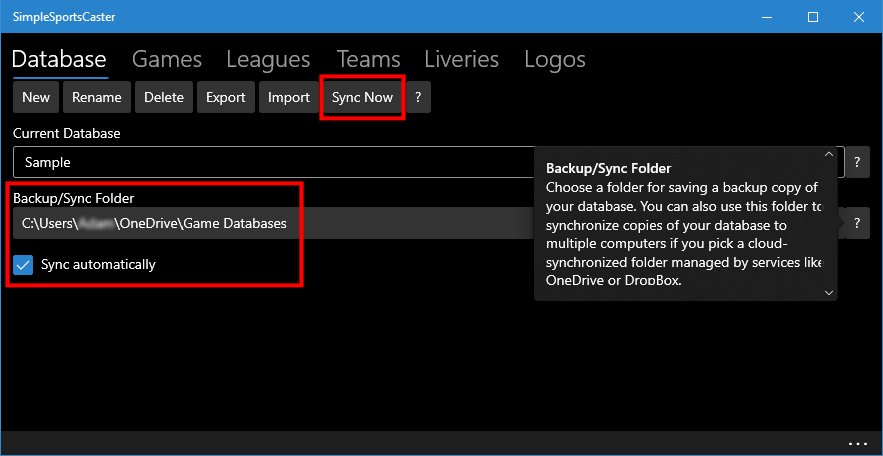 SimpleSportsCaster
Database Games Leagues Teams Liveries Logos
New Rename Delete Export Import Sync Now ?
Current Database
Sample
?
Backup/Sync Folder
C:\Users\ \OneDrive\Game Databases
?
Sync automatically
Backup/Sync Folder
Choose a folder for saving a backup copy of
your database. You can also use this folder to
synchronize copies of your database to
multiple computers if you pick a cloud-
synchronized folder managed by services like
OneDrive or DropBox.